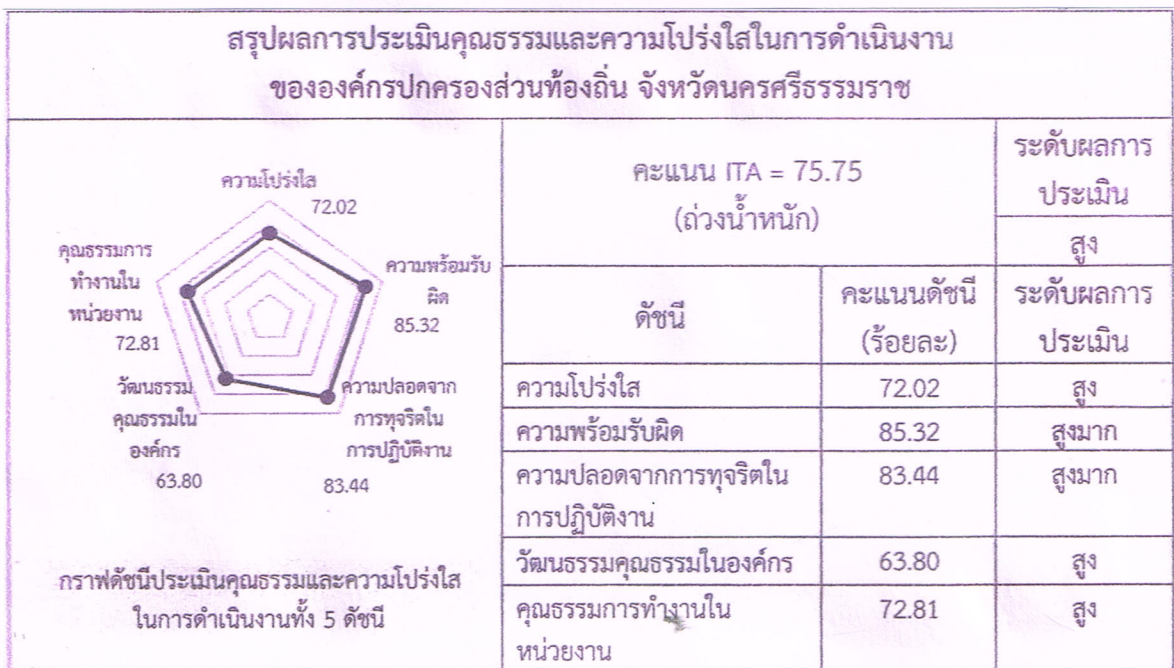 สรุปผลการประเมินคุณธรรมและความโปร่งใสในการดำเนินงาน
ขององค์กรปกครองส่วนท้องถิ่น จังหวัดนครศรีธรรมราช
ความโปร่งใส
72.02
ความพร้อมรับ
ผิด
85.32
ความปลอดจาก
การทุจริตใน
การปฏิบัติงาน
83.44
วัฒนธรรม
คุณธรรมใน
องค์กร
63.80
คุณธรรมการ
ทำงานใน
หน่วยงาน
72.81
กราฟดัชนีประเมินคุณธรรมและความโปร่งใส
ในการดำเนินงานทั้ง 5 ดัชนี
คะแนน ITA = 75.75
(ถ่วงน้ำหนัก)
ระดับผลการ
ประเมิน
สูง
ดัชนี
คะแนนดัชนี
(ร้อยละ)
ระดับผลการ
ประเมิน
ความโปร่งใส 72.02 สูง
ความพร้อมรับผิด 85.32 สูงมาก
ความปลอดจากการทุจริตใน 83.44 สูงมาก
การปฏิบัติงาน
วัฒนธรรมคุณธรรมในองค์กร 63.80 สูง
คุณธรรมการทำงานใน 72.81 สูง
หน่วยงาน